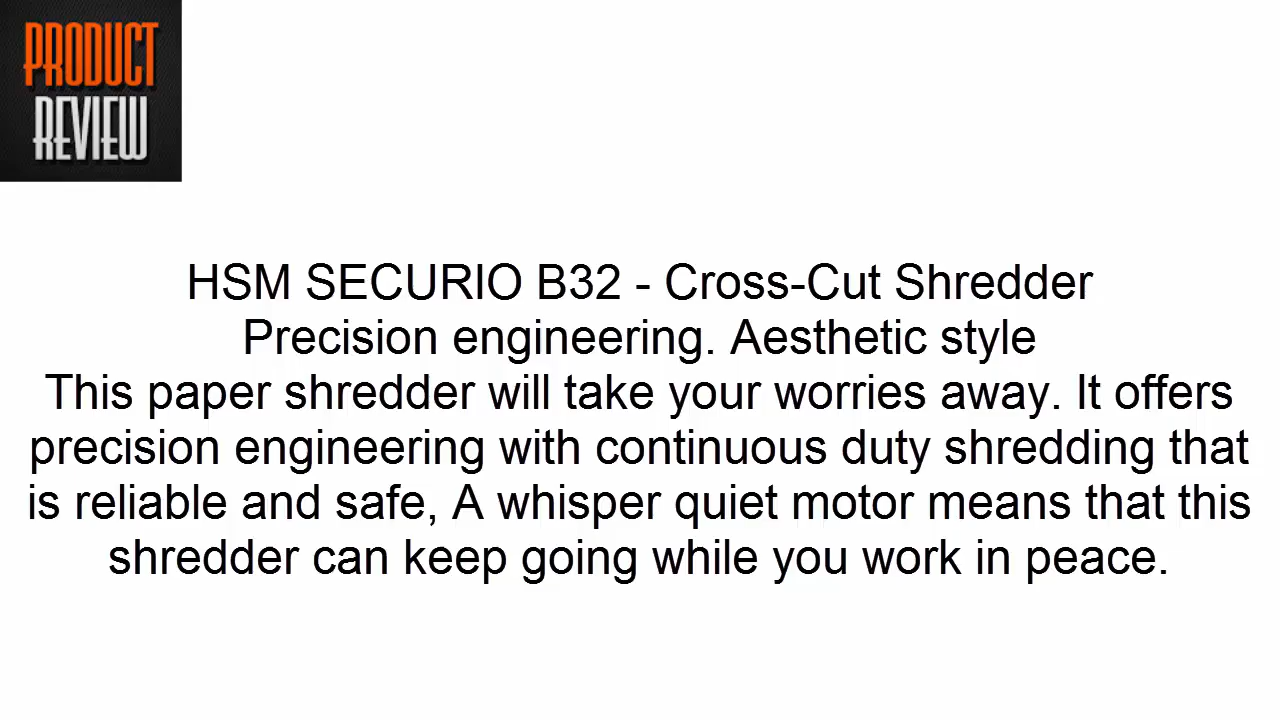 PRODUCT
REVIEW
HSM SECURIO B32 - Cross-Cut Shredder
Precision engineering. Aesthetic style
This paper shredder will take your worries away. It offers
precision engineering with continuous duty shredding that
is reliable and safe, A whisper quiet motor means that this
shredder can keep going while you work in peace.